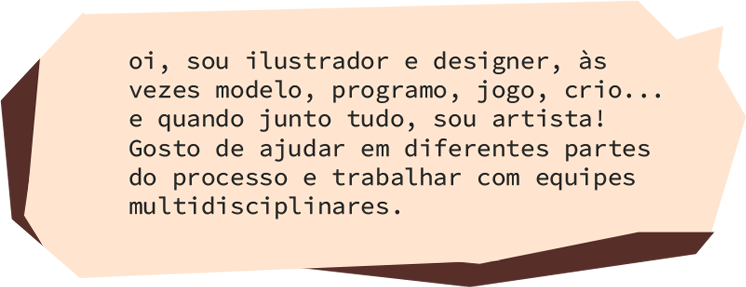 oi, sou ilustrador e designer, às
vezes modelo, programo, jogo, crio...
e quando junto tudo, sou artista!
Gosto de ajudar em diferentes partes
do processo e trabalhar com equipes
multidisciplinares.